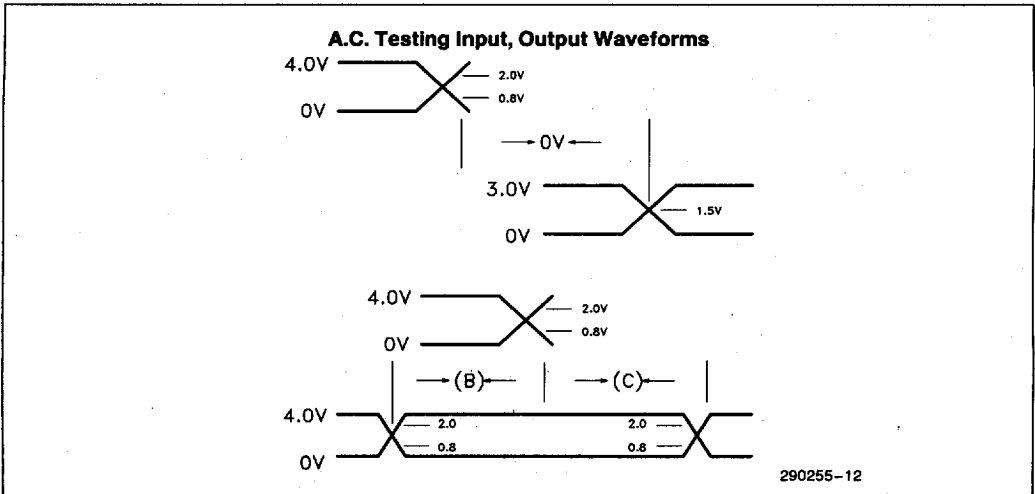 A.C. Testing Input, Output Waveforms
4.0V
2.0V
0.8V
0V
0V
3.0V
1.5V
0V
4.0V
2.0V
0.8V
0V
(B)
(C)
4.0V
2.0
2.0
0.8
0.8
0V
290255-12